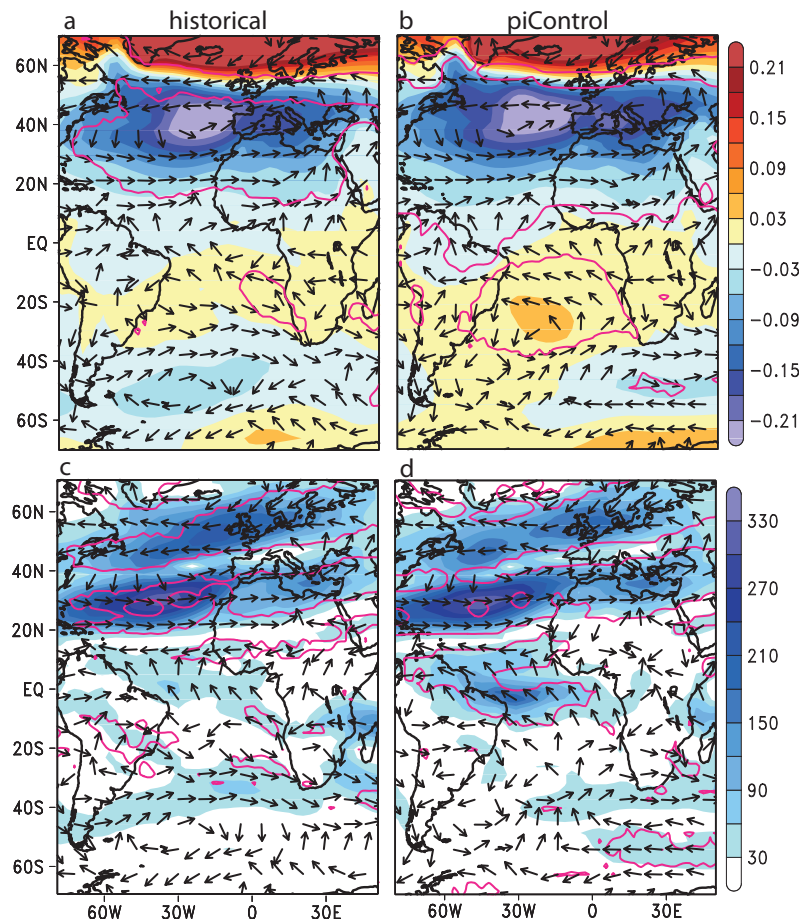 a historical
b piControl
60N
40N
20N
EQ
20S
40S
60S
0.21
0.15
0.09
0.03
−0.03
−0.09
−0.15
−0.21
c
d
60N
40N
20N
EQ
20S
40S
60S
60W
30W
0
30E
60W
30W
0
30E
330
270
210
150
90
30